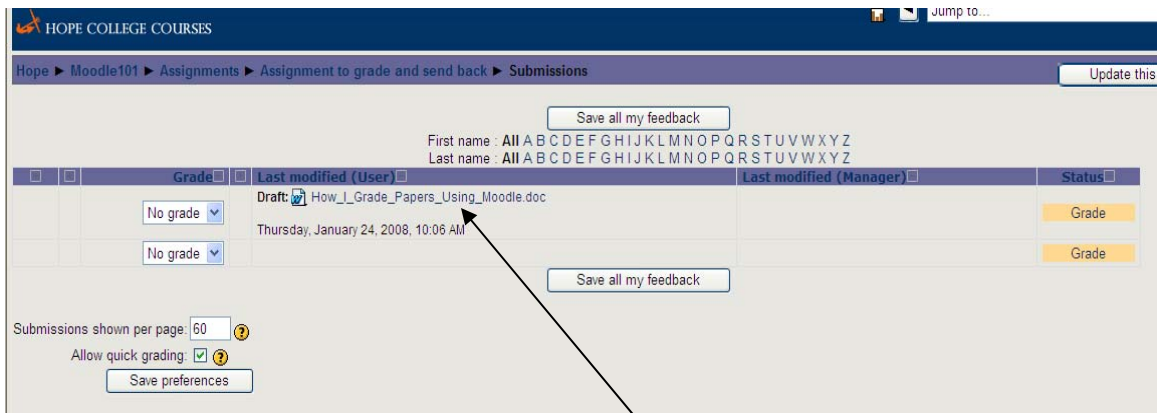 Jump to...
HOPE COLLEGE COURSES
Hope ► Moodle101 ► Assignments ► Assignment to grade and send back ► Submissions
Update this
Save all my feedback
First name : All A B C D E F G H I J K L M N O P Q R S T U V W X Y Z
Last name : All A B C D E F G H I J K L M N O P Q R S T U V W X Y Z
Grade Last modified (User) Last modified (Manager) Status
Draft: How_I_Grade_Papers_Using_Moodle.doc
No grade Grade
Thursday, January 24, 2008, 10:06 AM
No grade Grade
Save all my feedback
Submissions shown per page: 60
Allow quick grading:
Save preferences